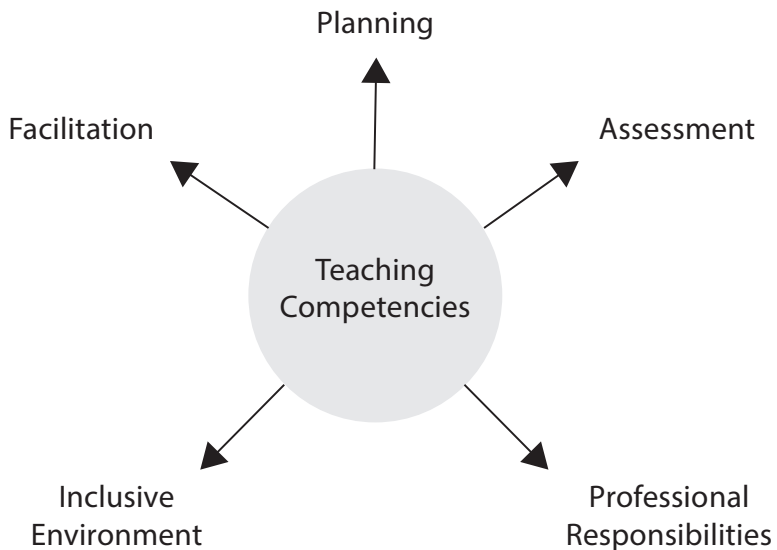 Planning
Facilitation
Assessment
Teaching
Competencies
Inclusive
Environment
Professional
Responsibilities